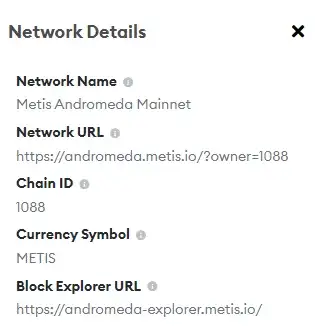 Network Details
Network Name
Metis Andromeda Mainnet
Network URL
https://andromeda.metis.io/?owner=1088
Chain ID
1088
Currency Symbol
METIS
Block Explorer URL
https://andromeda-explorer.metis.io/